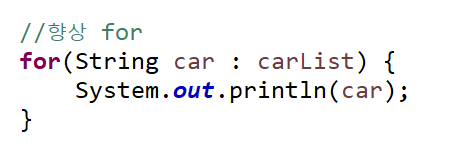 //향상 for
for(String car : carList) {
    System.out.println(car);
}